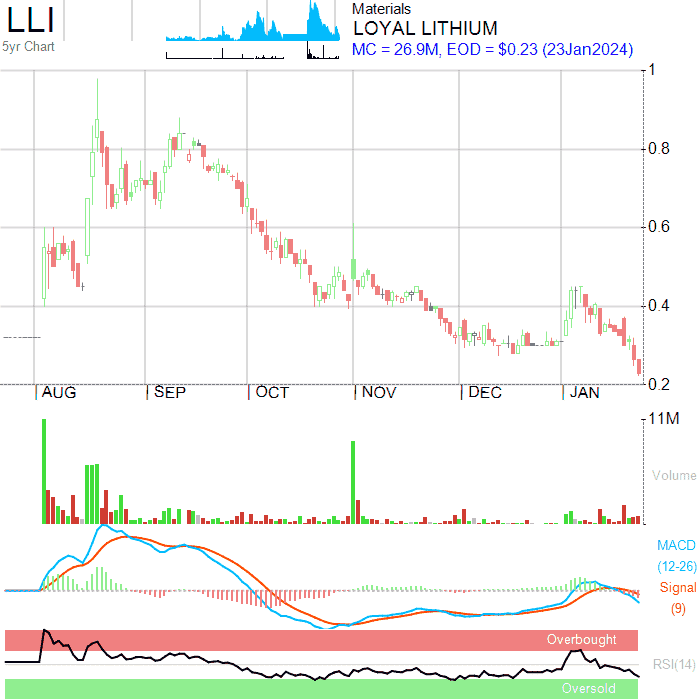 LLI
5yr Chart
Materials
LOYAL LITHIUM
MC = 26.9M, EOD = $0.23 (23Jan2024)
1
0.8
0.6
0.4
0.2
AUG SEP OCT NOV DEC JAN
11M
Volume
MACD
(12-26)
Signal
(9)
Overbought
RSI(14)
Oversold